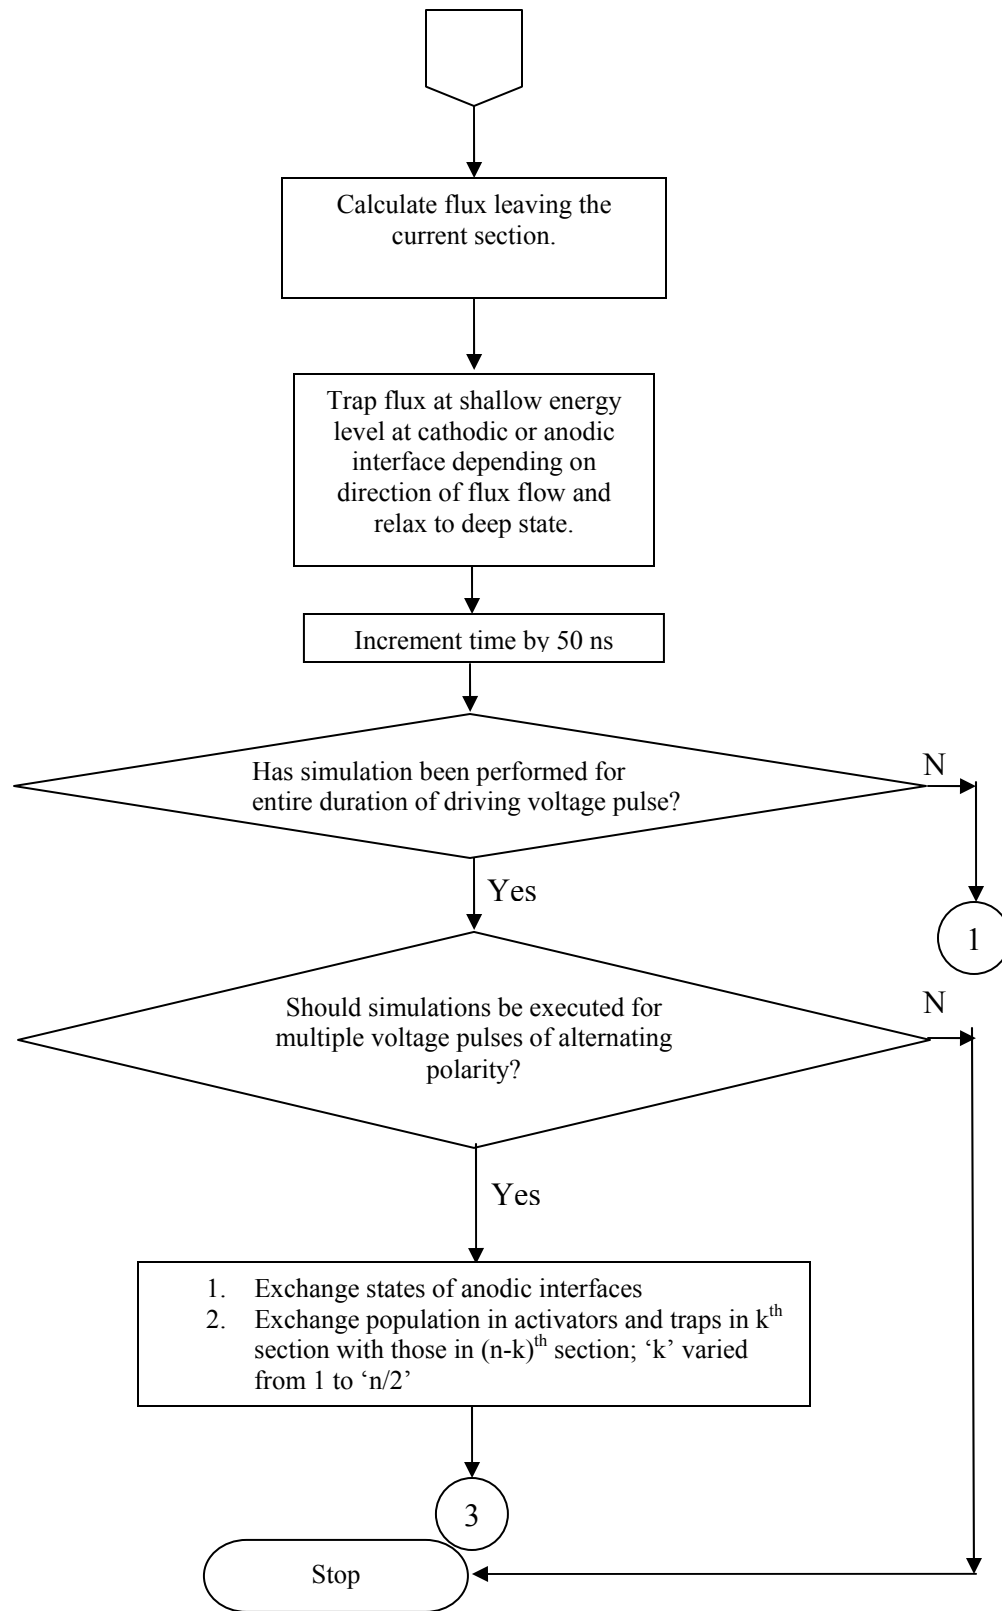 Calculate flux leaving the
current section.
Trap flux at shallow energy
level at cathodic or anodic
interface depending on
direction of flux flow and
relax to deep state.
Increment time by 50 ns
Has simulation been performed for
entire duration of driving voltage pulse?
N
Yes
1
Should simulations be executed for
multiple voltage pulses of alternating
polarity?
N
Yes
1. Exchange states of anodic interfaces
2. Exchange population in activators and traps in kth
section with those in (n-k)th section; ‘k’ varied
from 1 to ‘n/2’
3
Stop